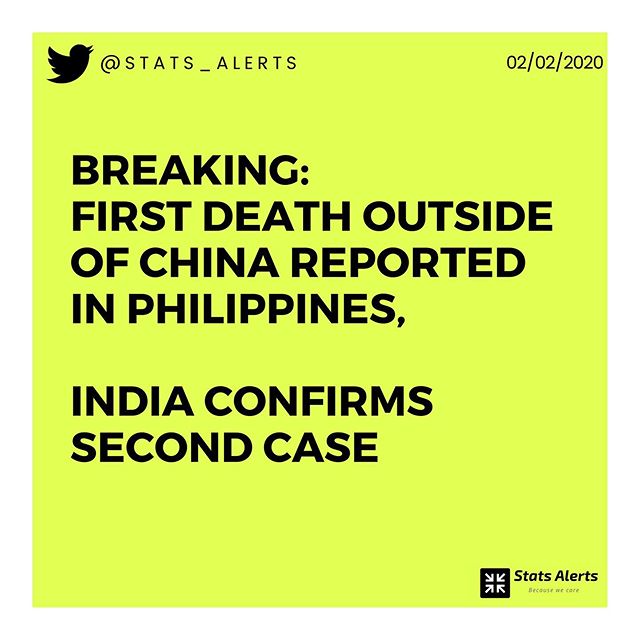 @STATS_ALERTS
02/02/2020
BREAKING:
FIRST DEATH OUTSIDE
OF CHINA REPORTED
IN PHILIPPINES,
INDIA CONFIRMS
SECOND CASE
Stats Alerts
Because we care